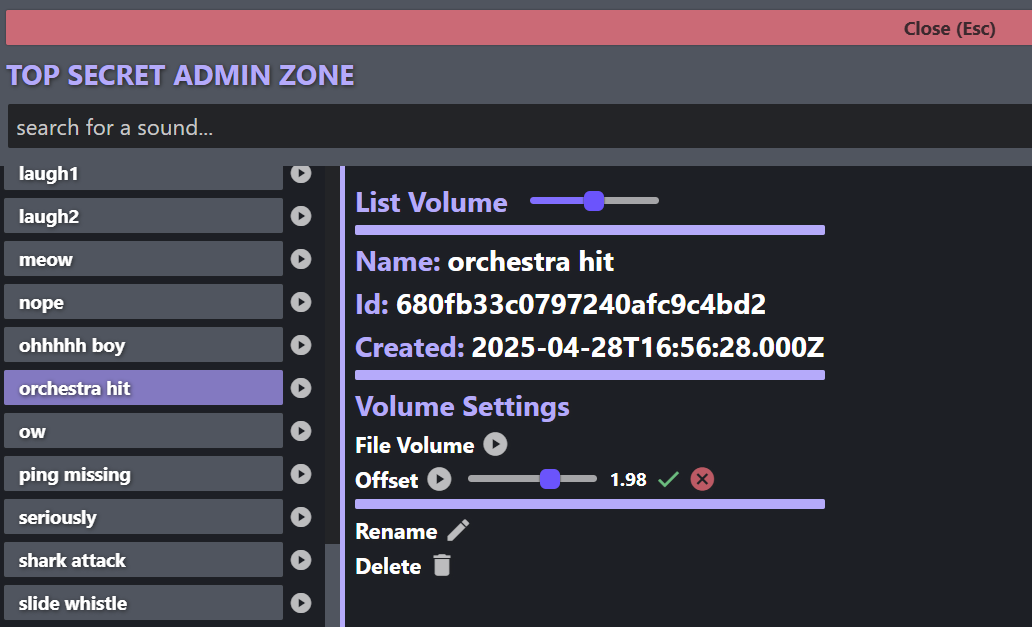 Close (Esc)
TOP SECRET ADMIN ZONE
search for a sound...
laugh1
laugh2
meow
nope
ohhhhh boy
orchestra hit
ow
ping missing
seriously
shark attack
slide whistle
List Volume
Name: orchestra hit
Id: 680fb33c0797240afc9c4bd2
Created: 2025-04-28T16:56:28.000Z
Volume Settings
File Volume
Offset 1.98
Rename
Delete